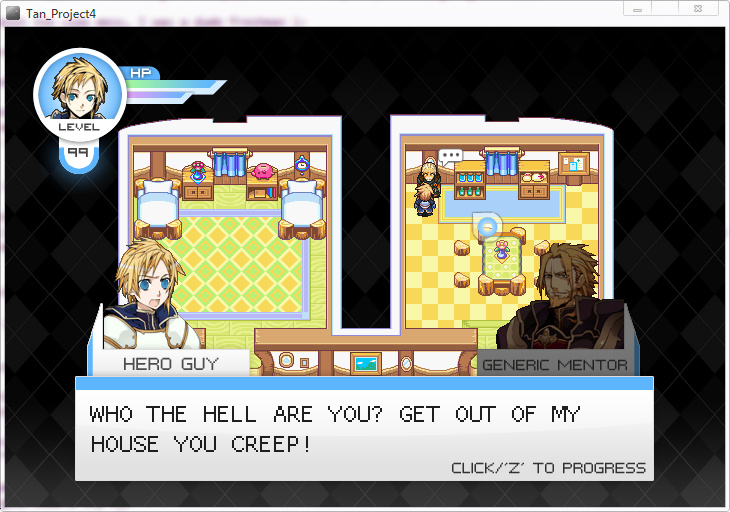 Tan_Project4
HP
LEVEL
99
...
HERO GUY
GENERIC MENTOR
WHO THE HELL ARE YOU? GET OUT OF MY
HOUSE YOU CREEP!
CLICK/'Z' TO PROGRESS